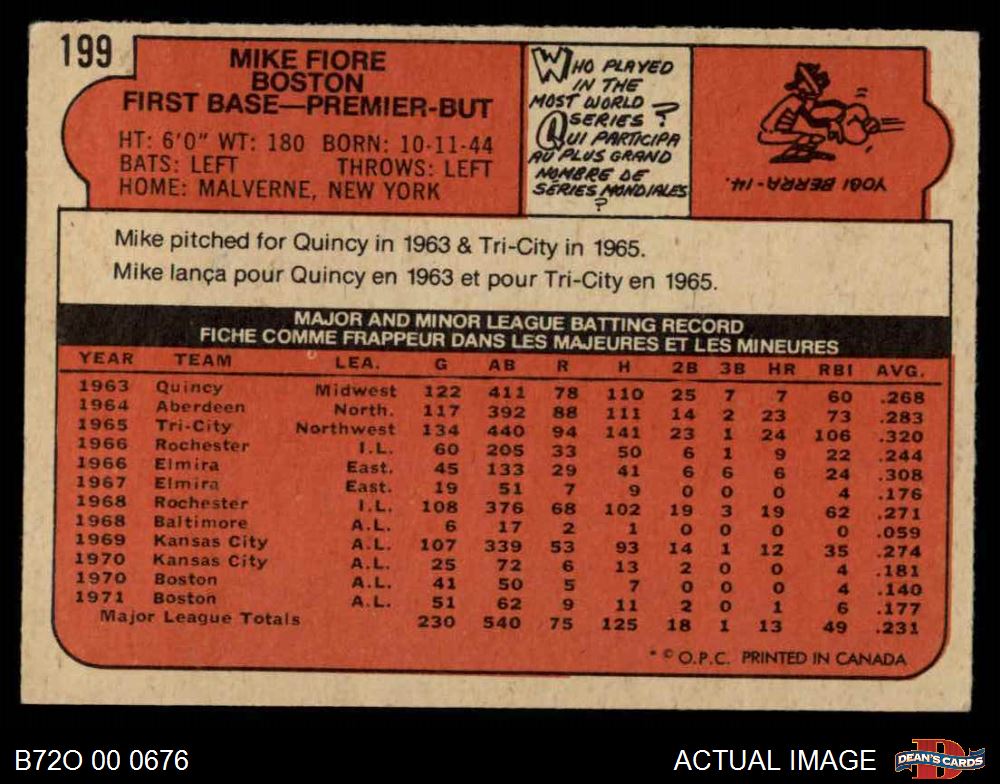 199
MIKE FIORE
BOSTON
FIRST BASE—PREMIER-BUT
HT: 6'0" WT: 180 BORN: 10-11-44
BATS: LEFT THROWS: LEFT
HOME: MALVERNE, NEW YORK
WHO PLAYED
IN THE
MOST WORLD
SERIES?
QUI PARTICIPA
AU PLUS GRAND
NOMBRE DE
SÉRIES MONDIALES
?
YOGI BERRA-14.
Mike pitched for Quincy in 1963 & Tri-City in 1965.
Mike lança pour Quincy en 1963 et pour Tri-City en 1965.
MAJOR AND MINOR LEAGUE BATTING RECORD
FICHE COMME FRAPPEUR DANS LES MAJEURES ET LES MINEURES
YEAR TEAM LEA. G AB R H 2B 3B HR RBI AVG.
1963 Quincy Midwest 122 411 78 110 25 7 7 60 .268
1964 Aberdeen North. 117 392 88 111 14 2 23 73 .283
1965 Tri-City Northwest 134 440 94 141 23 1 24 106 .320
1966 Rochester I.L. 60 205 33 50 6 1 9 22 .244
1966 Elmira East. 45 133 29 41 6 6 6 24 .308
1967 Elmira East. 19 51 7 9 0 0 0 4 .176
1968 Rochester I.L. 108 376 68 102 19 3 19 62 .271
1968 Baltimore A.L. 6 17 2 1 0 0 0 0 .059
1969 Kansas City A.L. 107 339 53 93 14 1 12 35 .274
1970 Kansas City A.L. 25 72 6 13 2 0 0 4 .181
1970 Boston A.L. 41 50 5 7 0 0 0 4 .140
1971 Boston A.L. 51 62 9 11 2 0 1 6 .177
Major League Totals 230 540 75 125 18 1 13 49 .231
* © O.P.C. PRINTED IN CANADA
B72O 00 0676
ACTUAL IMAGE
D
DEAN'S CARDS